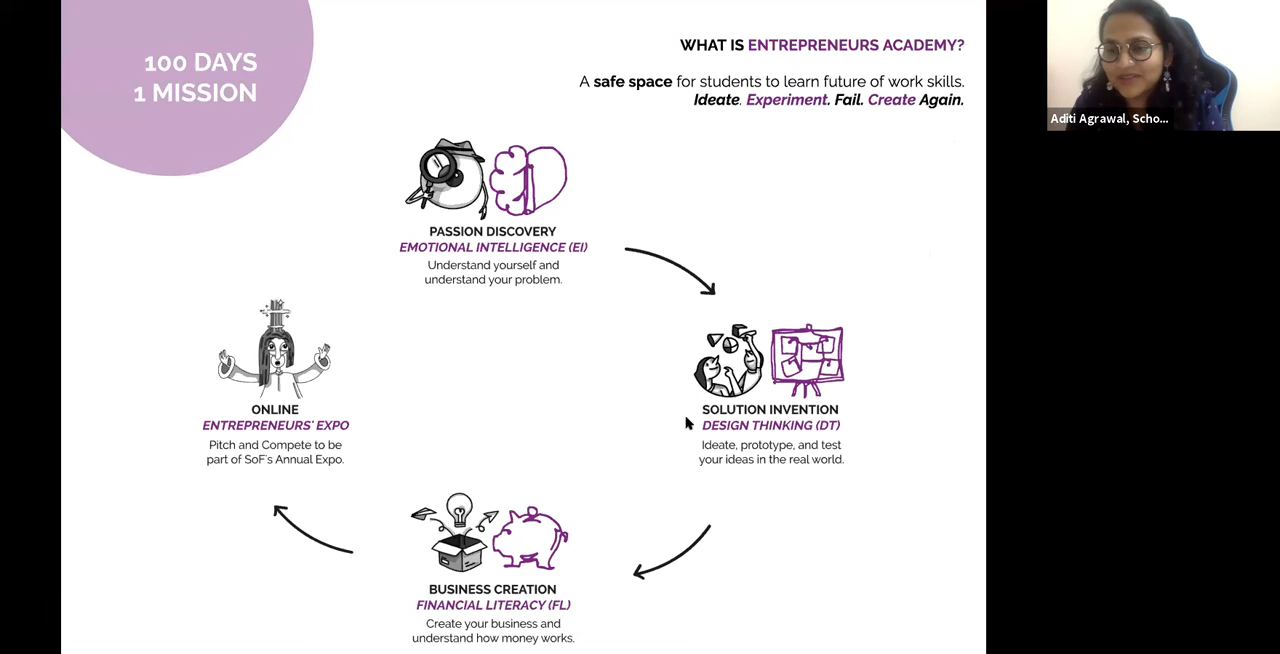 100 DAYS
1 MISSION
WHAT IS ENTREPRENEURS ACADEMY?
A safe space for students to learn future of work skills.
Ideate. Experiment. Fail. Create Again.
Aditi Agrawal, Scho...
PASSION DISCOVERY
EMOTIONAL INTELLIGENCE (EI)
Understand yourself and
understand your problem.
SOLUTION INVENTION
DESIGN THINKING (DT)
Ideate, prototype, and test
your ideas in the real world.
BUSINESS CREATION
FINANCIAL LITERACY (FL)
Create your business and
understand how money works.
ONLINE
ENTREPRENEURS' EXPO
Pitch and Compete to be
part of SoF's Annual Expo.